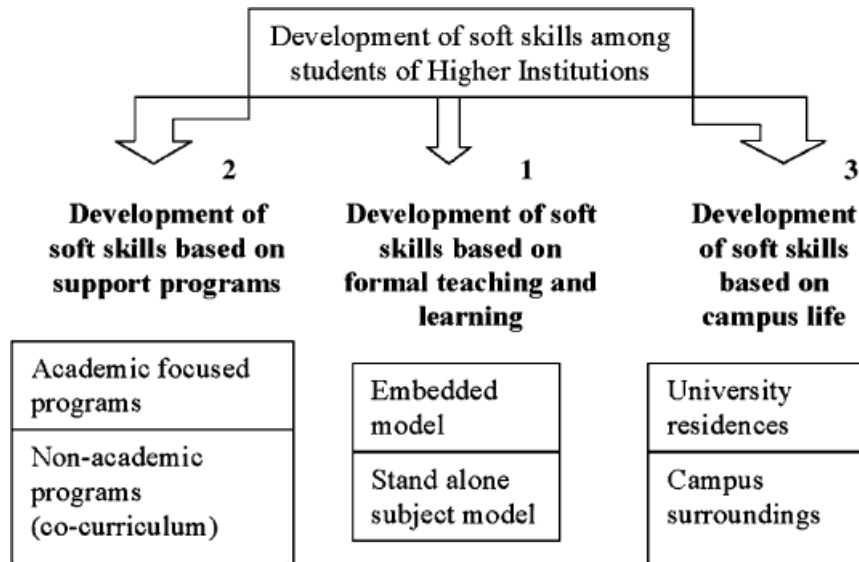 Development of soft skills among
students of Higher Institutions
2
Development of
soft skills based on
support programs
Academic focused
programs
Non-academic
programs
(co-curriculum)
1
Development of soft
skills based on
formal teaching and
learning
Embedded
model
Stand alone
subject model
3
Development
of soft skills
based on
campus life
University
residences
Campus
surroundings